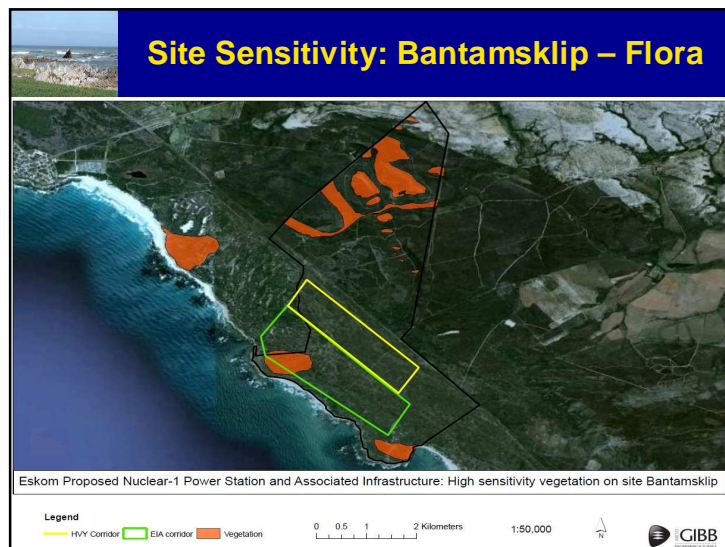 Site Sensitivity: Bantamsklip – Flora
Eskom Proposed Nuclear-1 Power Station and Associated Infrastructure: High sensitivity vegetation on site Bantamsklip
Legend
HVY Corridor EIA corridor Vegetation
0 0.5 1 2 Kilometers
1:50,000
N
GIBB